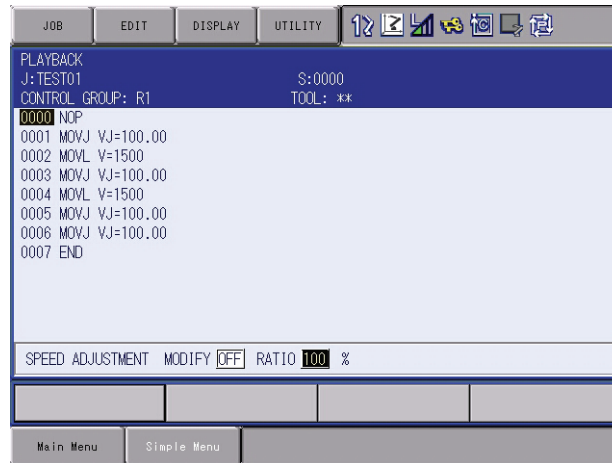 JOB EDIT DISPLAY UTILITY
PLAYBACK
J:TEST01 S:0000
CONTROL GROUP: R1 TOOL: **
0000 NOP
0001 MOVJ VJ=100.00
0002 MOVL V=1500
0003 MOVJ VJ=100.00
0004 MOVL V=1500
0005 MOVJ VJ=100.00
0006 MOVJ VJ=100.00
0007 END
SPEED ADJUSTMENT MODIFY OFF RATIO 100 %
Main Menu Simple Menu